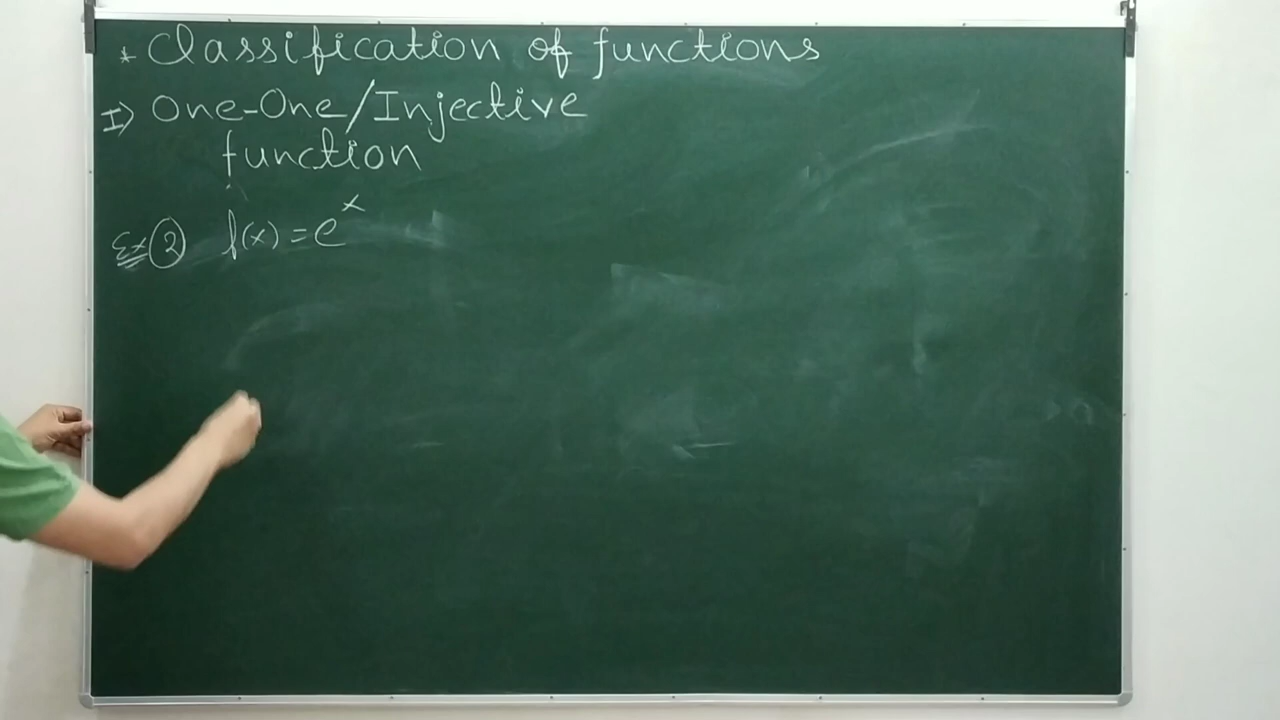 * Classification of functions
I) One-One/Injective
function
Ex ② f(x) = eˣ